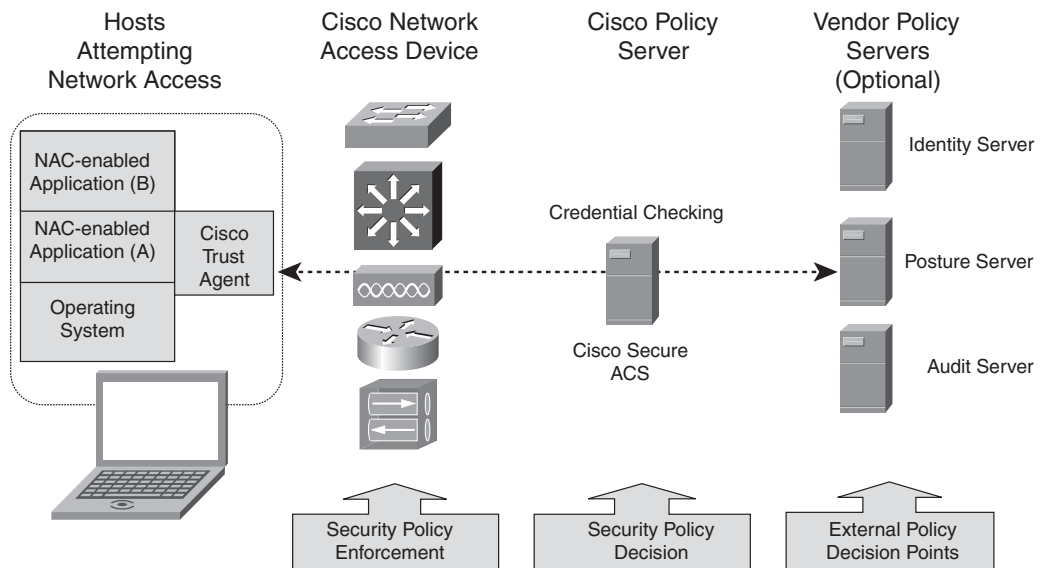 Hosts
Attempting
Network Access
Cisco Network
Access Device
Cisco Policy
Server
Vendor Policy
Servers
(Optional)
NAC-enabled
Application (B)
NAC-enabled
Application (A)
Cisco
Trust
Agent
Operating
System
Credential Checking
Cisco Secure
ACS
Identity Server
Posture Server
Audit Server
Security Policy
Enforcement
Security Policy
Decision
External Policy
Decision Points